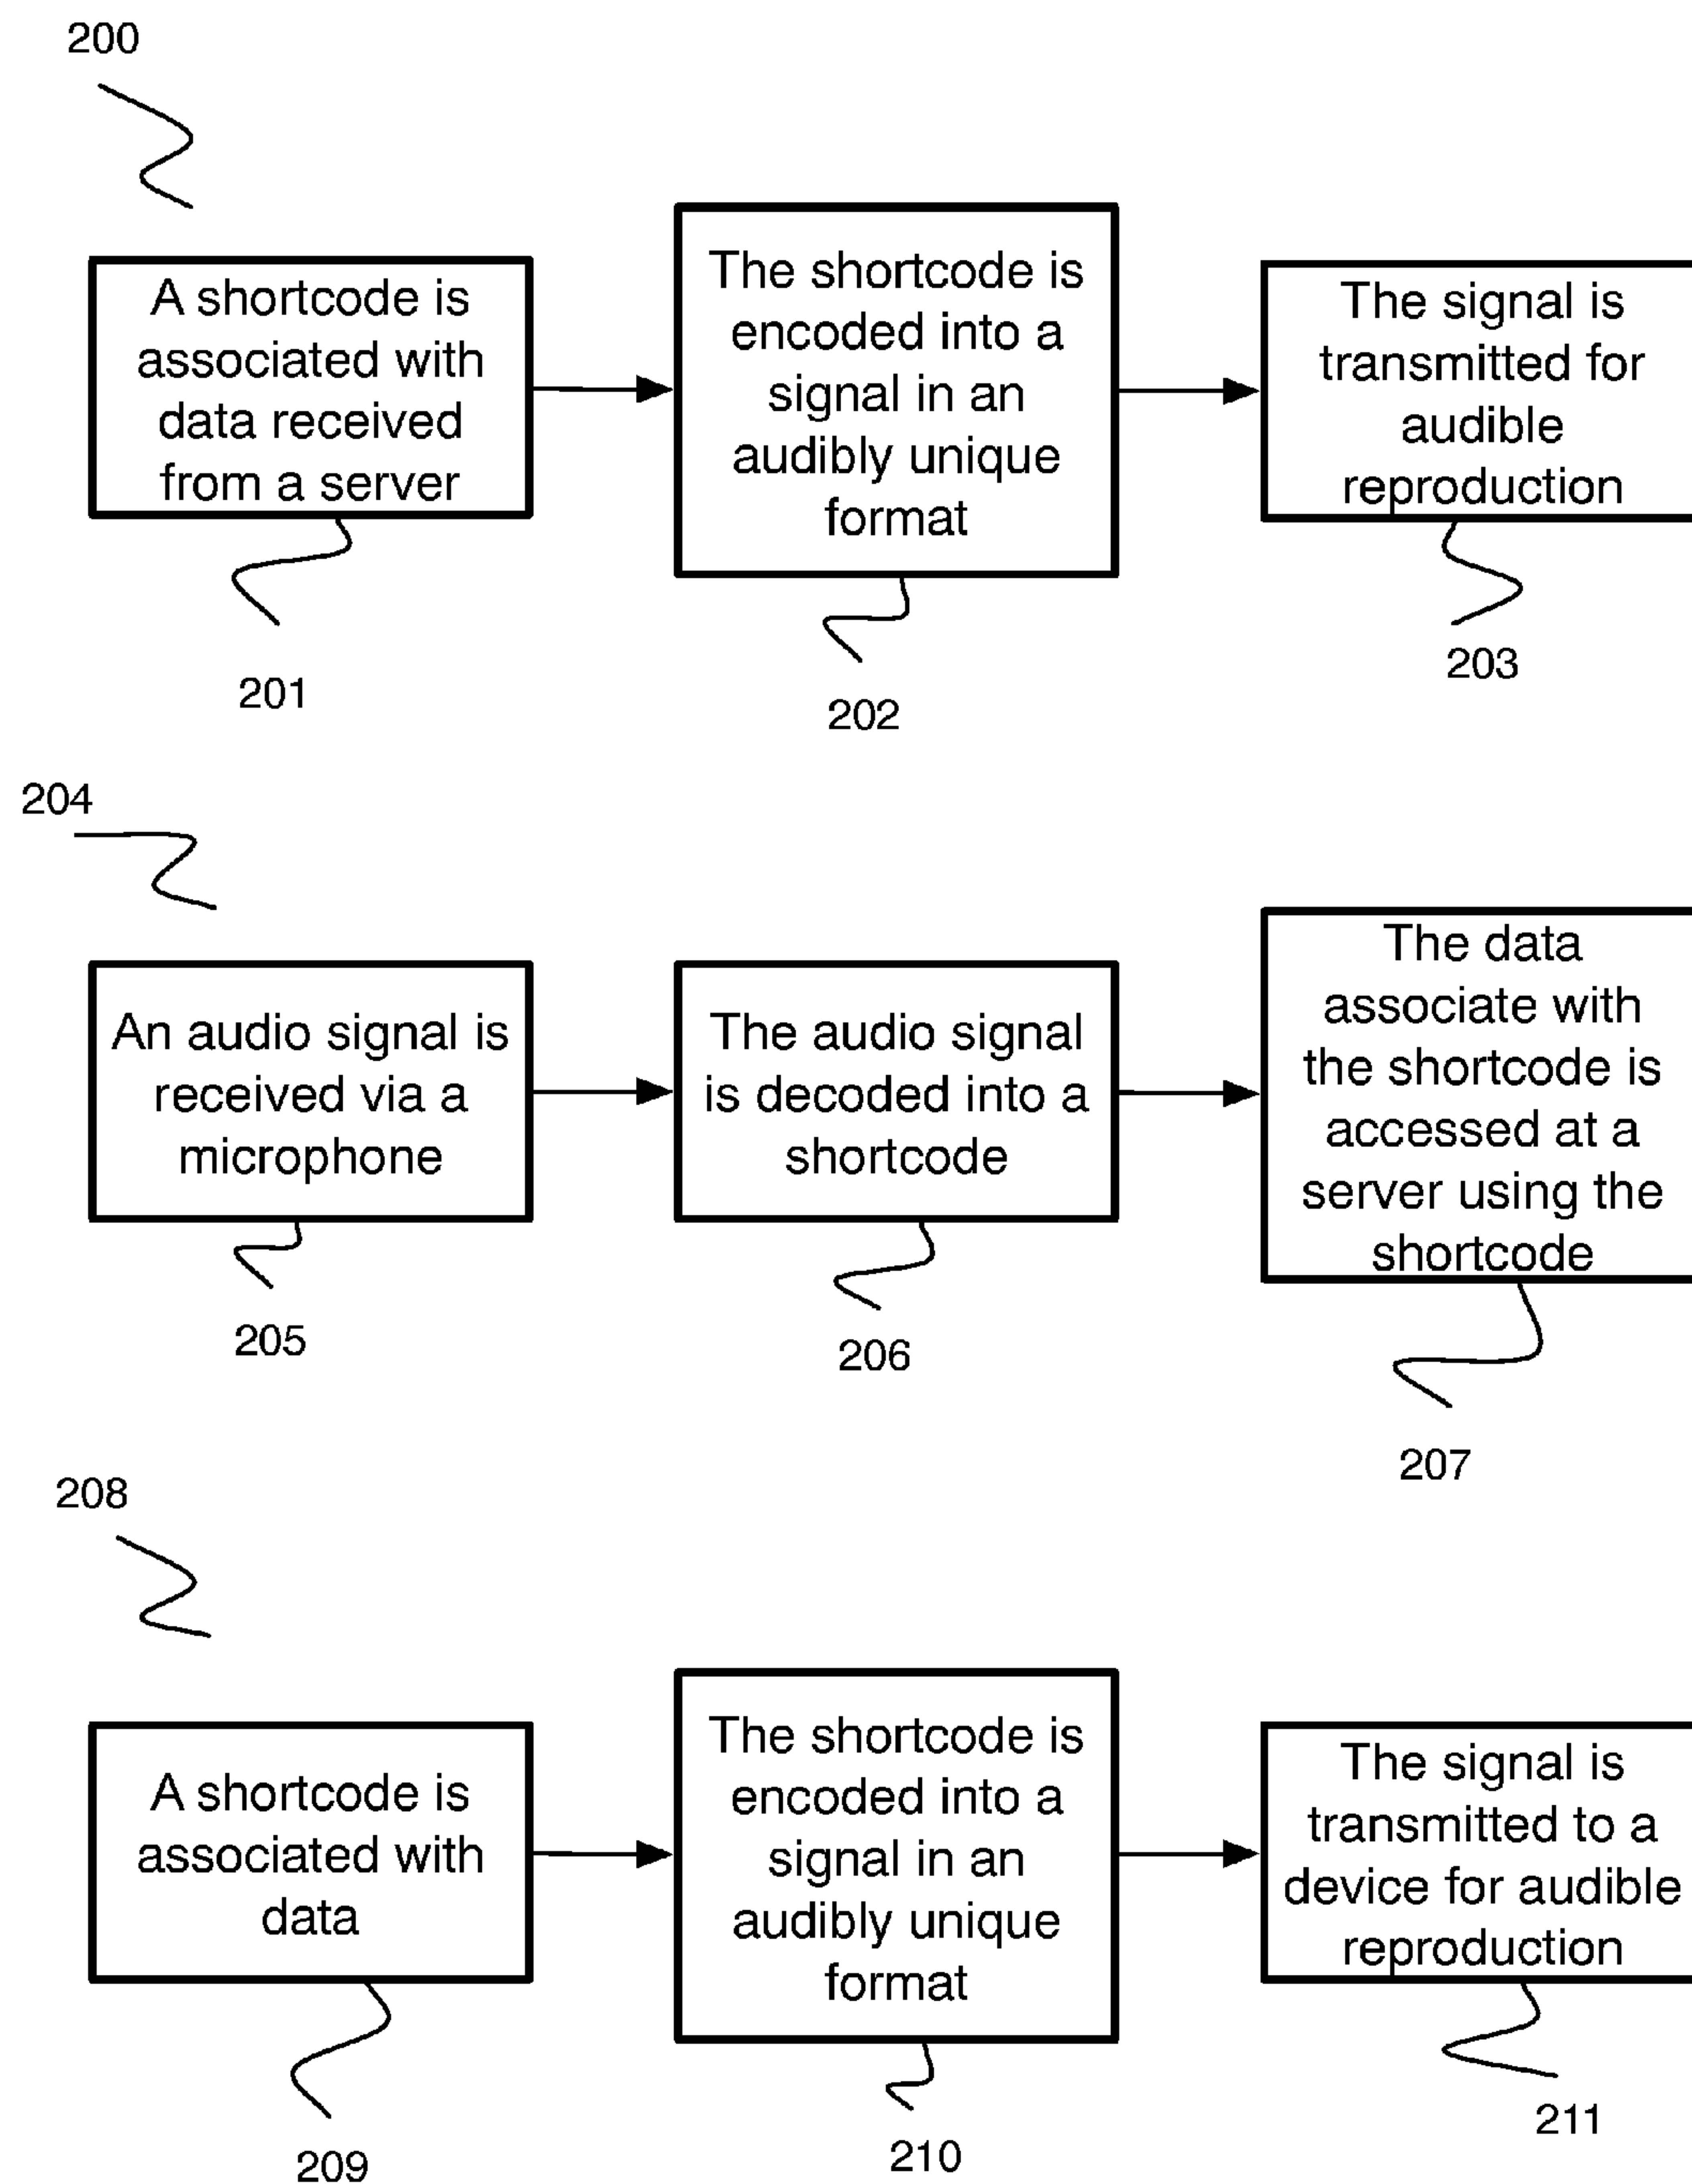 200
A shortcode is
associated with
data received
from a server
The shortcode is
encoded into a
signal in an
audibly unique
format
The signal is
transmitted for
audible
reproduction
201
202
203
204
An audio signal is
received via a
microphone
The audio signal
is decoded into a
shortcode
The data
associate with
the shortcode is
accessed at a
server using the
shortcode
205
206
207
208
A shortcode is
associated with
data
The shortcode is
encoded into a
signal in an
audibly unique
format
The signal is
transmitted to a
device for audible
reproduction
209
210
211